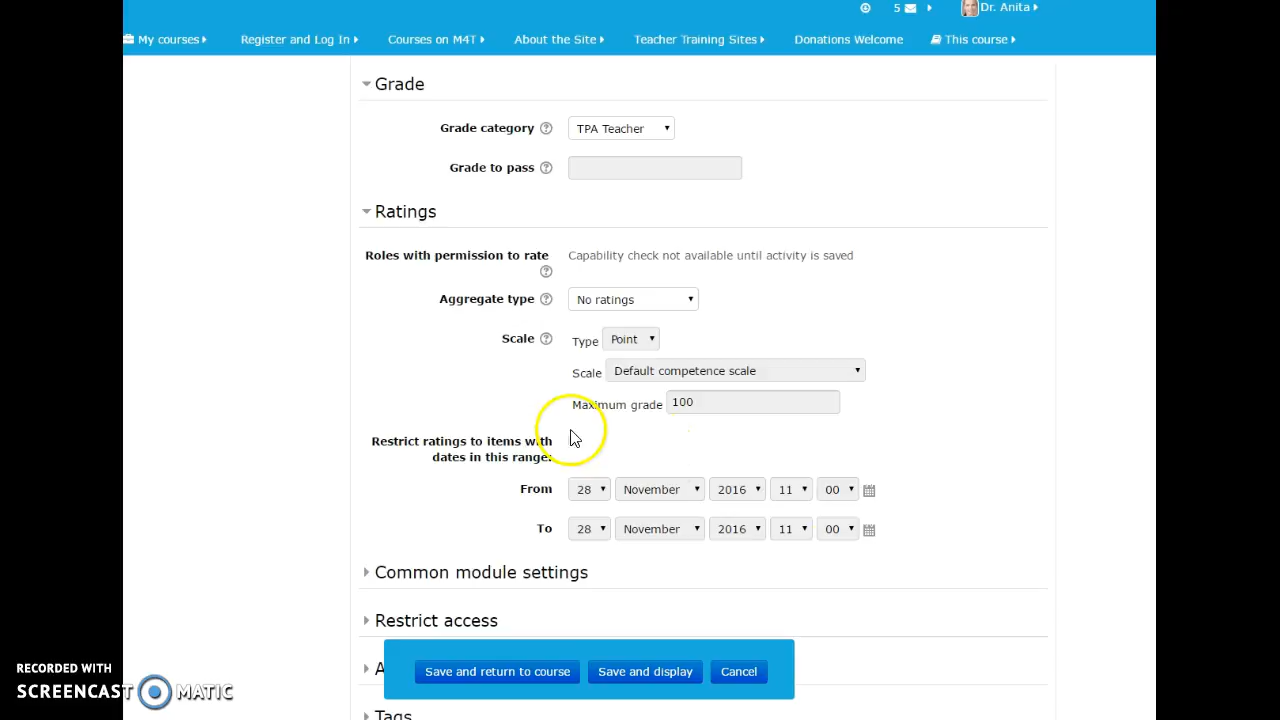 5 Dr. Anita
My courses Register and Log In Courses on M4T About the Site Teacher Training Sites Donations Welcome This course
Grade
Grade category TPA Teacher
Grade to pass
Ratings
Roles with permission to rate Capability check not available until activity is saved
Aggregate type No ratings
Scale Type Point
Scale Default competence scale
Maximum grade 100
Restrict ratings to items with
dates in this range:
From 28 November 2016 11 00
To 28 November 2016 11 00
Common module settings
Restrict access
Save and return to course Save and display Cancel
Tags
RECORDED WITH
SCREENCAST MATIC